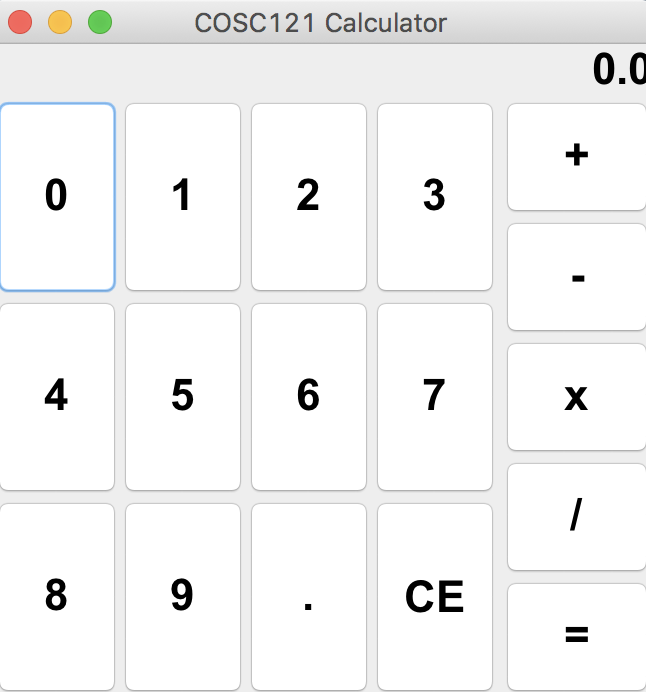 COSC121 Calculator
0.0
0 1 2 3 +
-
4 5 6 7 x
/
8 9 . CE
=